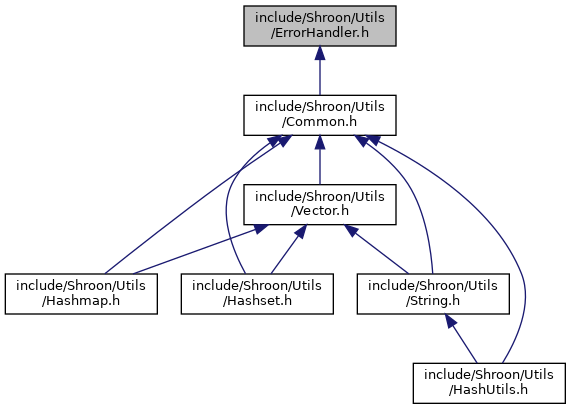 include/Shroon/Utils
/ErrorHandler.h
include/Shroon/Utils
/Common.h
include/Shroon/Utils
/Vector.h
include/Shroon/Utils
/Hashmap.h
include/Shroon/Utils
/Hashset.h
include/Shroon/Utils
/String.h
include/Shroon/Utils
/HashUtils.h